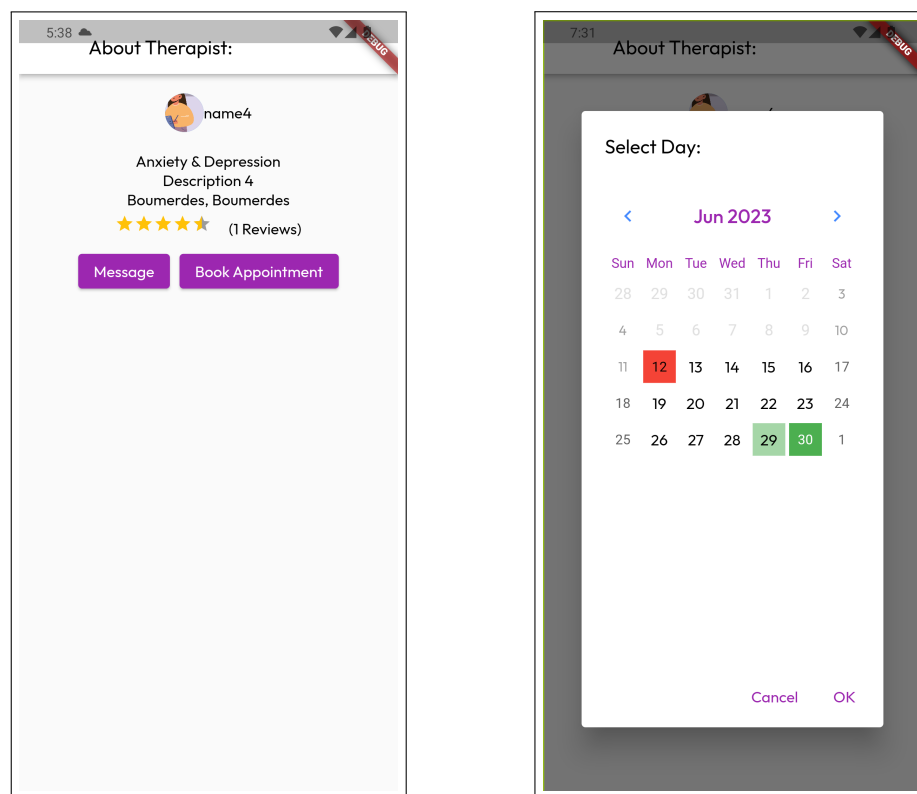 5:38
DEBUG
About Therapist:
name4
Anxiety & Depression
Description 4
Boumerdes, Boumerdes
(1 Reviews)
Message Book Appointment
7:31
DEBUG
About Therapist:
Select Day:
Jun 2023
Sun Mon Tue Wed Thu Fri Sat
28 29 30 31 1 2 3
4 5 6 7 8 9 10
11 12 13 14 15 16 17
18 19 20 21 22 23 24
25 26 27 28 29 30 1
Cancel OK